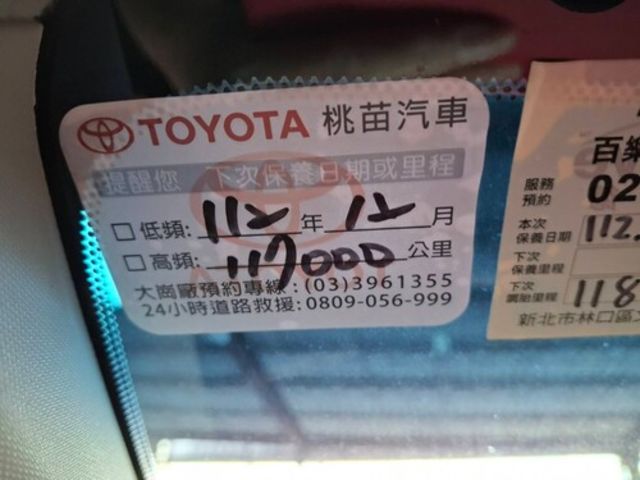 TOYOTA 桃苗汽車
提醒您 下次保養日期或里程
□低頻: 112 年 12 月
□高頻: 117000 公里
大崗廠預約專線:(03)3961355
24小時道路救援:0809-056-999
百樂
服務預約 02
本次保養日期 112.
下次保養里程
下次調胎里程 118
新北市林口區文